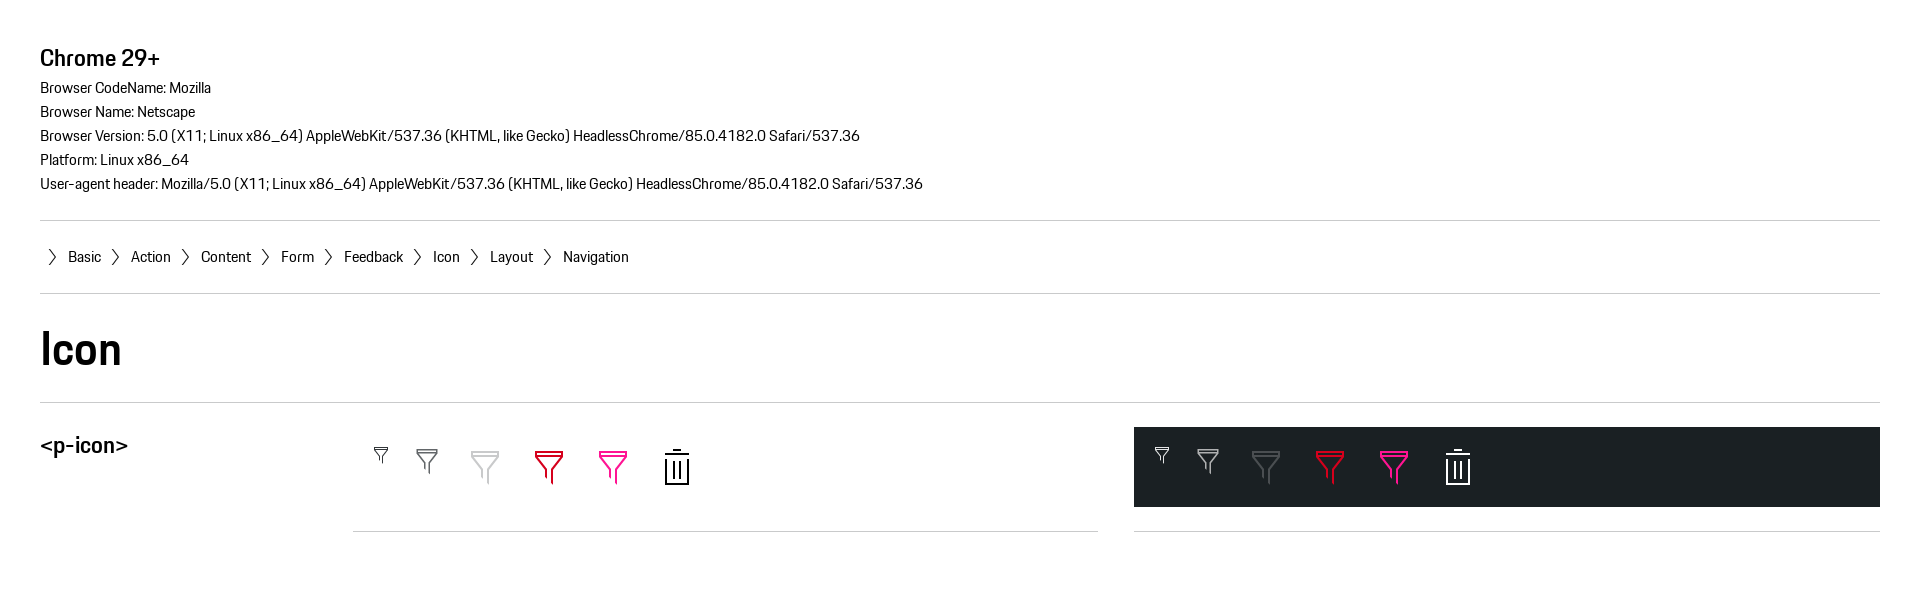 Chrome 29+
Browser CodeName: Mozilla
Browser Name: Netscape
Browser Version: 5.0 (X11; Linux x86_64) AppleWebKit/537.36 (KHTML, like Gecko) HeadlessChrome/85.0.4182.0 Safari/537.36
Platform: Linux x86_64
User-agent header: Mozilla/5.0 (X11; Linux x86_64) AppleWebKit/537.36 (KHTML, like Gecko) HeadlessChrome/85.0.4182.0 Safari/537.36
Basic Action Content Form Feedback Icon Layout Navigation
Icon
<p-icon>